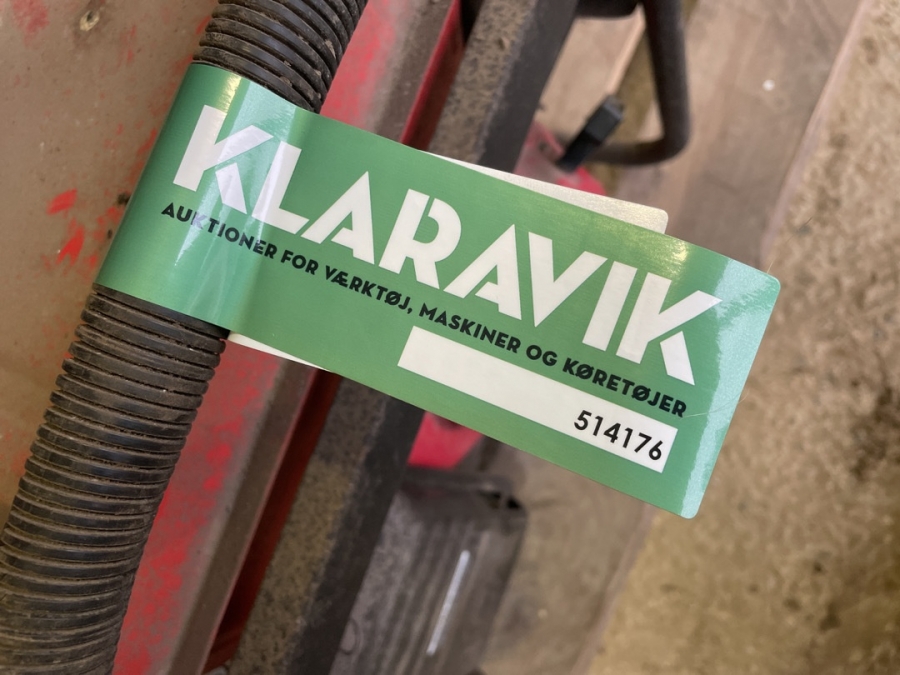 KLARAVIK
AUKTIONER FOR VÆRKTØJ, MASKINER OG KØRETØJER
514176